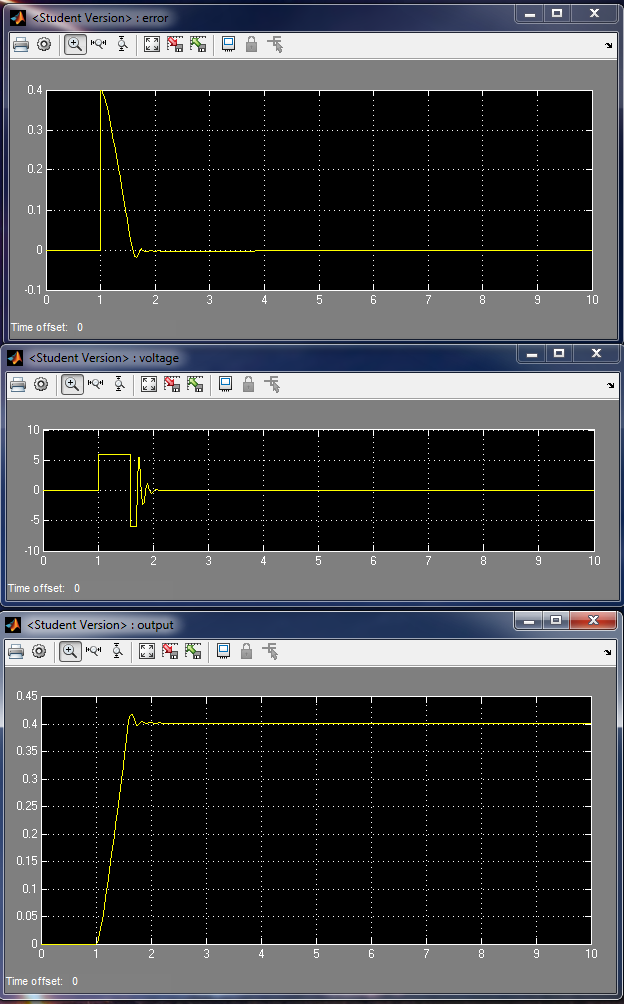 <Student Version> : error
0.4
0.3
0.2
0.1
0
-0.1
0 1 2 3 4 5 6 7 8 9 10
Time offset: 0
<Student Version> : voltage
10
5
0
-5
-10
0 1 2 3 4 5 6 7 8 9 10
Time offset: 0
<Student Version> : output
0.45
0.4
0.35
0.3
0.25
0.2
0.15
0.1
0.05
0
0 1 2 3 4 5 6 7 8 9 10
Time offset: 0